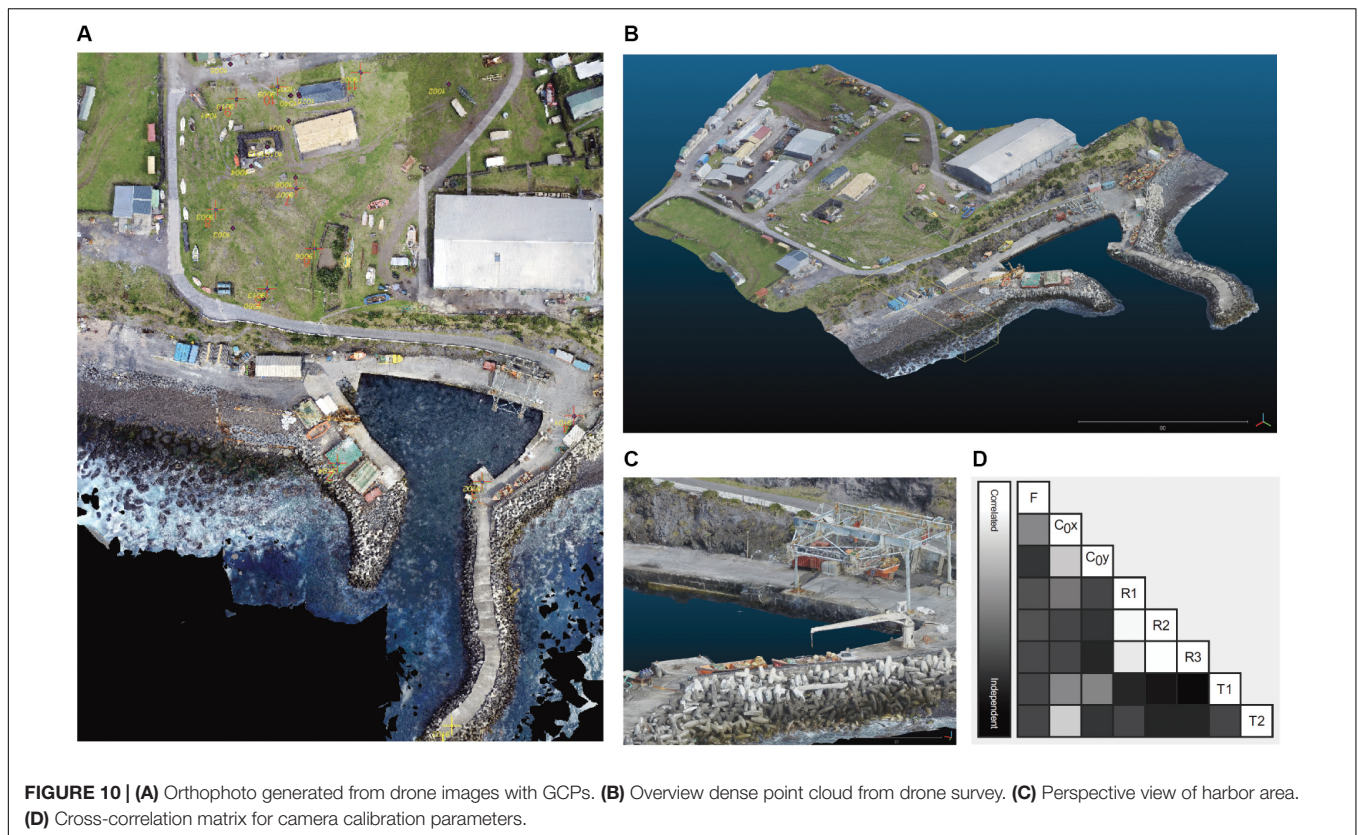 A
B
1002
C
D
Correlated
Independent
F
C0x
C0y
R1
R2
R3
T1
T2
FIGURE 10 | (A) Orthophoto generated from drone images with GCPs. (B) Overview dense point cloud from drone survey. (C) Perspective view of harbor area.
(D) Cross-correlation matrix for camera calibration parameters.